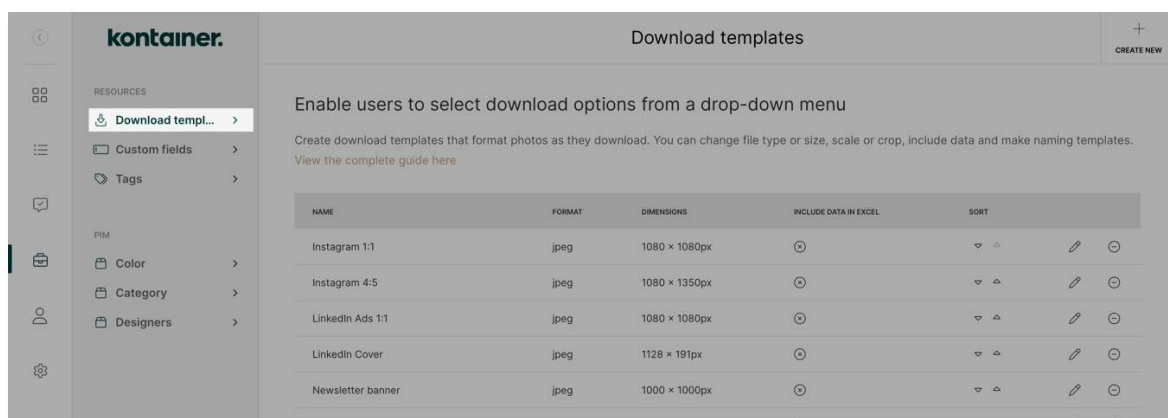 kontainer.
Download templates
CREATE NEW
RESOURCES
Download templ...
Custom fields
Tags
PIM
Color
Category
Designers
Enable users to select download options from a drop-down menu
Create download templates that format photos as they download. You can change file type or size, scale or crop, include data and make naming templates.
View the complete guide here
NAME FORMAT DIMENSIONS INCLUDE DATA IN EXCEL SORT
Instagram 1:1 jpeg 1080 × 1080px
Instagram 4:5 jpeg 1080 × 1350px
LinkedIn Ads 1:1 jpeg 1080 × 1080px
LinkedIn Cover jpeg 1128 × 191px
Newsletter banner jpeg 1000 × 1000px